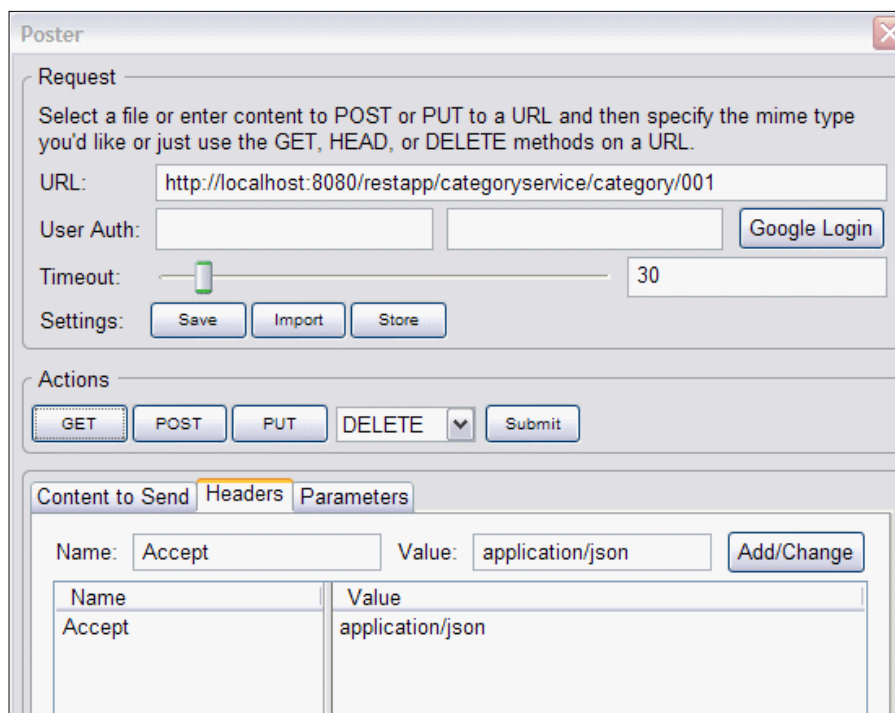 Poster
Request
Select a file or enter content to POST or PUT to a URL and then specify the mime type
you'd like or just use the GET, HEAD, or DELETE methods on a URL.
URL: http://localhost:8080/restapp/categoryservice/category/001
User Auth: Google Login
Timeout: 30
Settings: Save Import Store
Actions
GET POST PUT DELETE Submit
Content to Send Headers Parameters
Name: Accept Value: application/json Add/Change
Name Value
Accept application/json